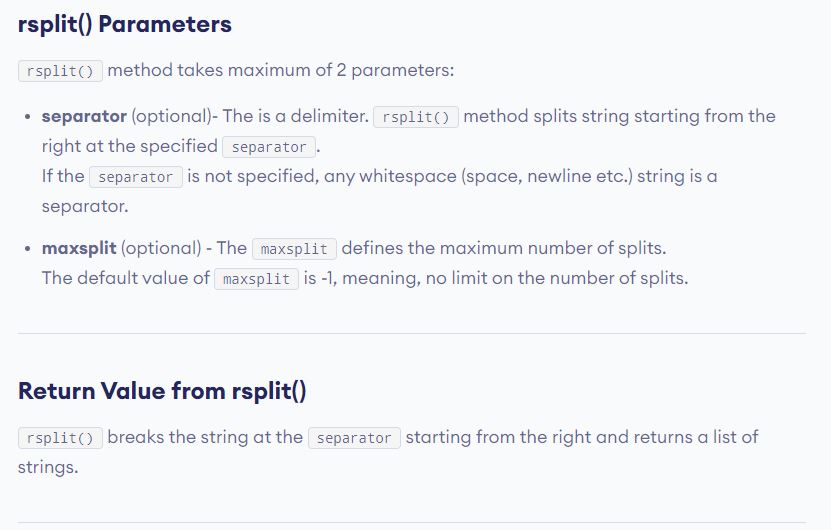 rsplit() Parameters
rsplit() method takes maximum of 2 parameters:
• separator (optional)- The is a delimiter. rsplit() method splits string starting from the
right at the specified separator .
If the separator is not specified, any whitespace (space, newline etc.) string is a
separator.
• maxsplit (optional) - The maxsplit defines the maximum number of splits.
The default value of maxsplit is -1, meaning, no limit on the number of splits.
Return Value from rsplit()
rsplit() breaks the string at the separator starting from the right and returns a list of
strings.